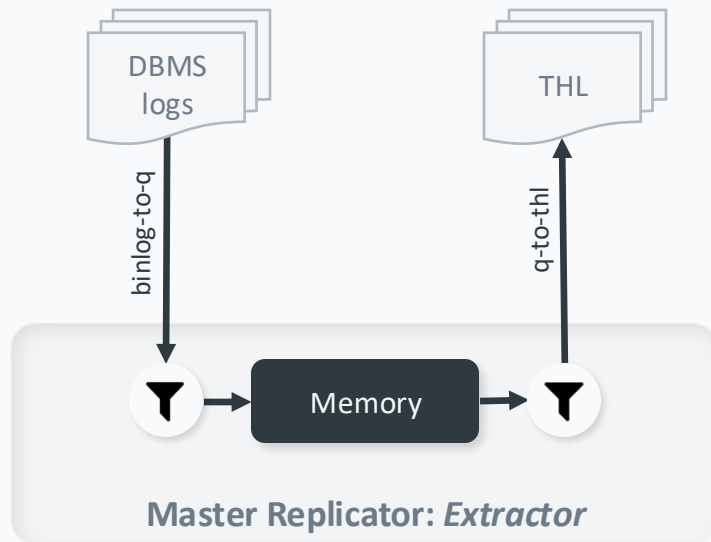 DBMS
logs
THL
binlog-to-q
q-to-thl
Memory
Master Replicator: Extractor